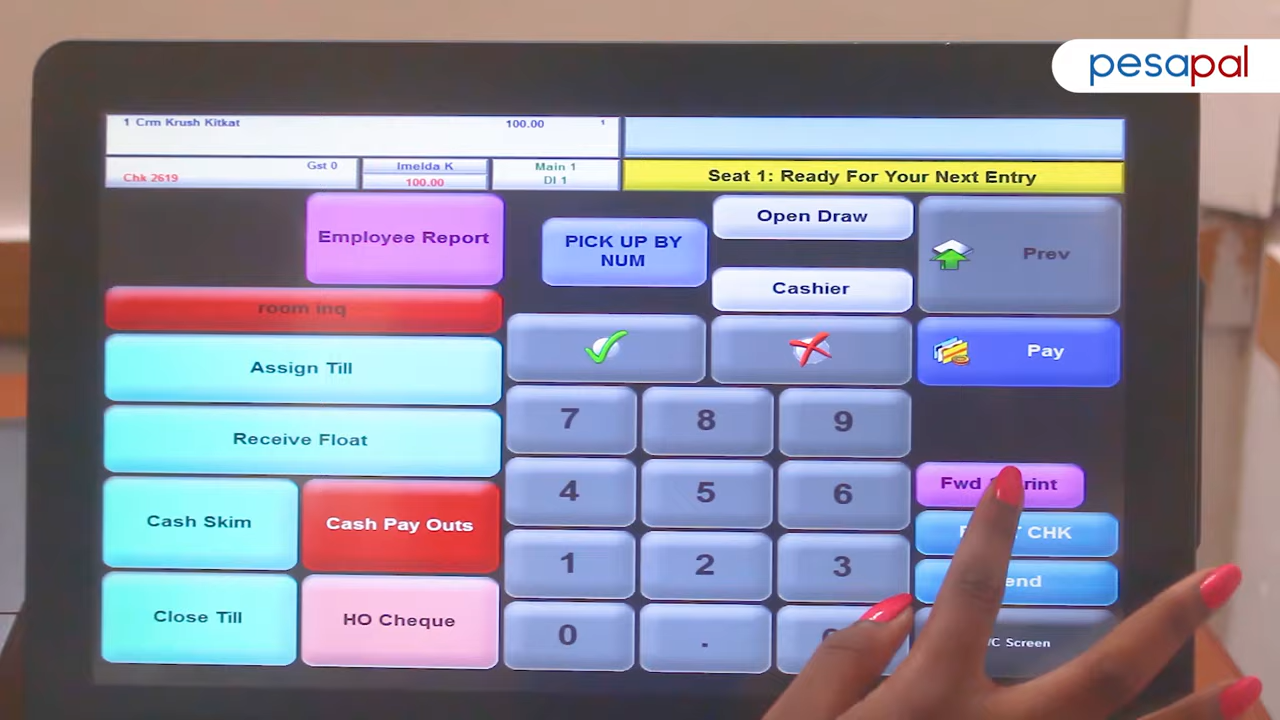 pesapal
1 Crm Krush Kitkat 100.00 1
Gst 0
Chk 2619
Imelda K
100.00
Main 1
DI 1
Seat 1: Ready For Your Next Entry
Employee Report
PICK UP BY
NUM
Open Draw
Cashier
Prev
room inq
Assign Till
Pay
Receive Float
7 8 9
4 5 6
Fwd
Cash Skim
Cash Pay Outs
CHK
1 2 3
Close Till
HO Cheque
0 .
Screen